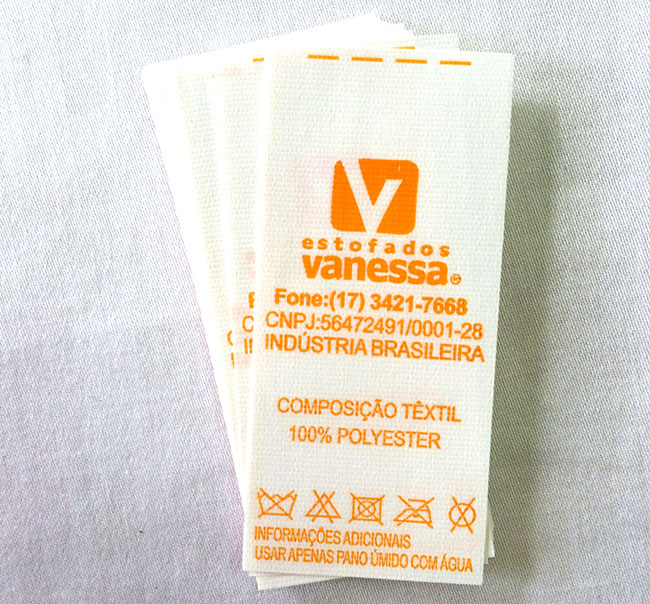 V
estofados
vanessa
Fone:(17) 3421-7668
CNPJ:56472491/0001-28
INDÚSTRIA BRASILEIRA
COMPOSIÇÃO TÊXTIL
100% POLYESTER
INFORMAÇÕES ADICIONAIS
USAR APENAS PANO ÚMIDO COM ÁGUA